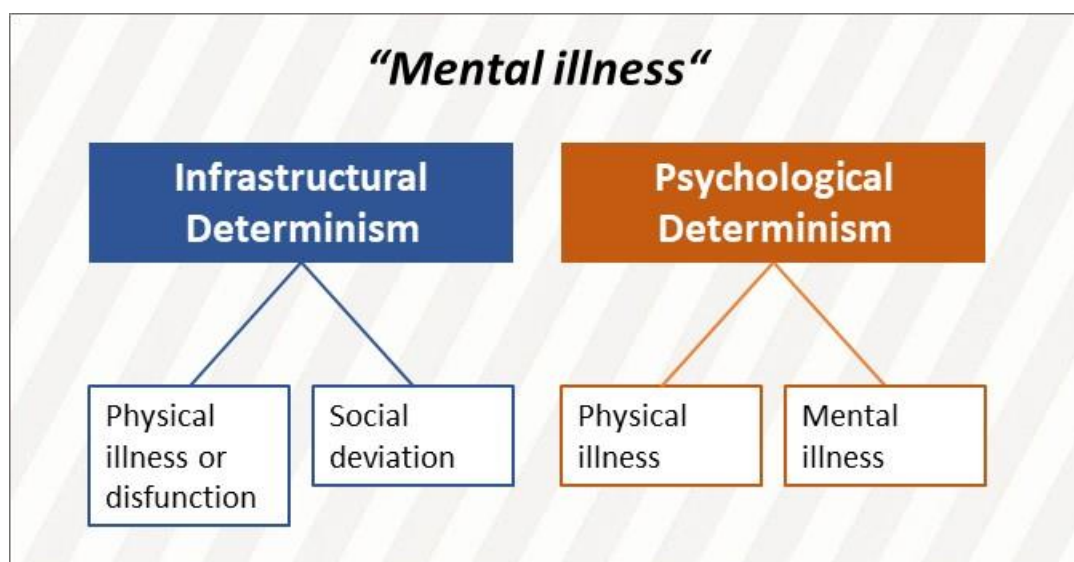 “Mental illness“
Infrastructural
Determinism
Psychological
Determinism
Physical
illness or
disfunction
Social
deviation
Physical
illness
Mental
illness